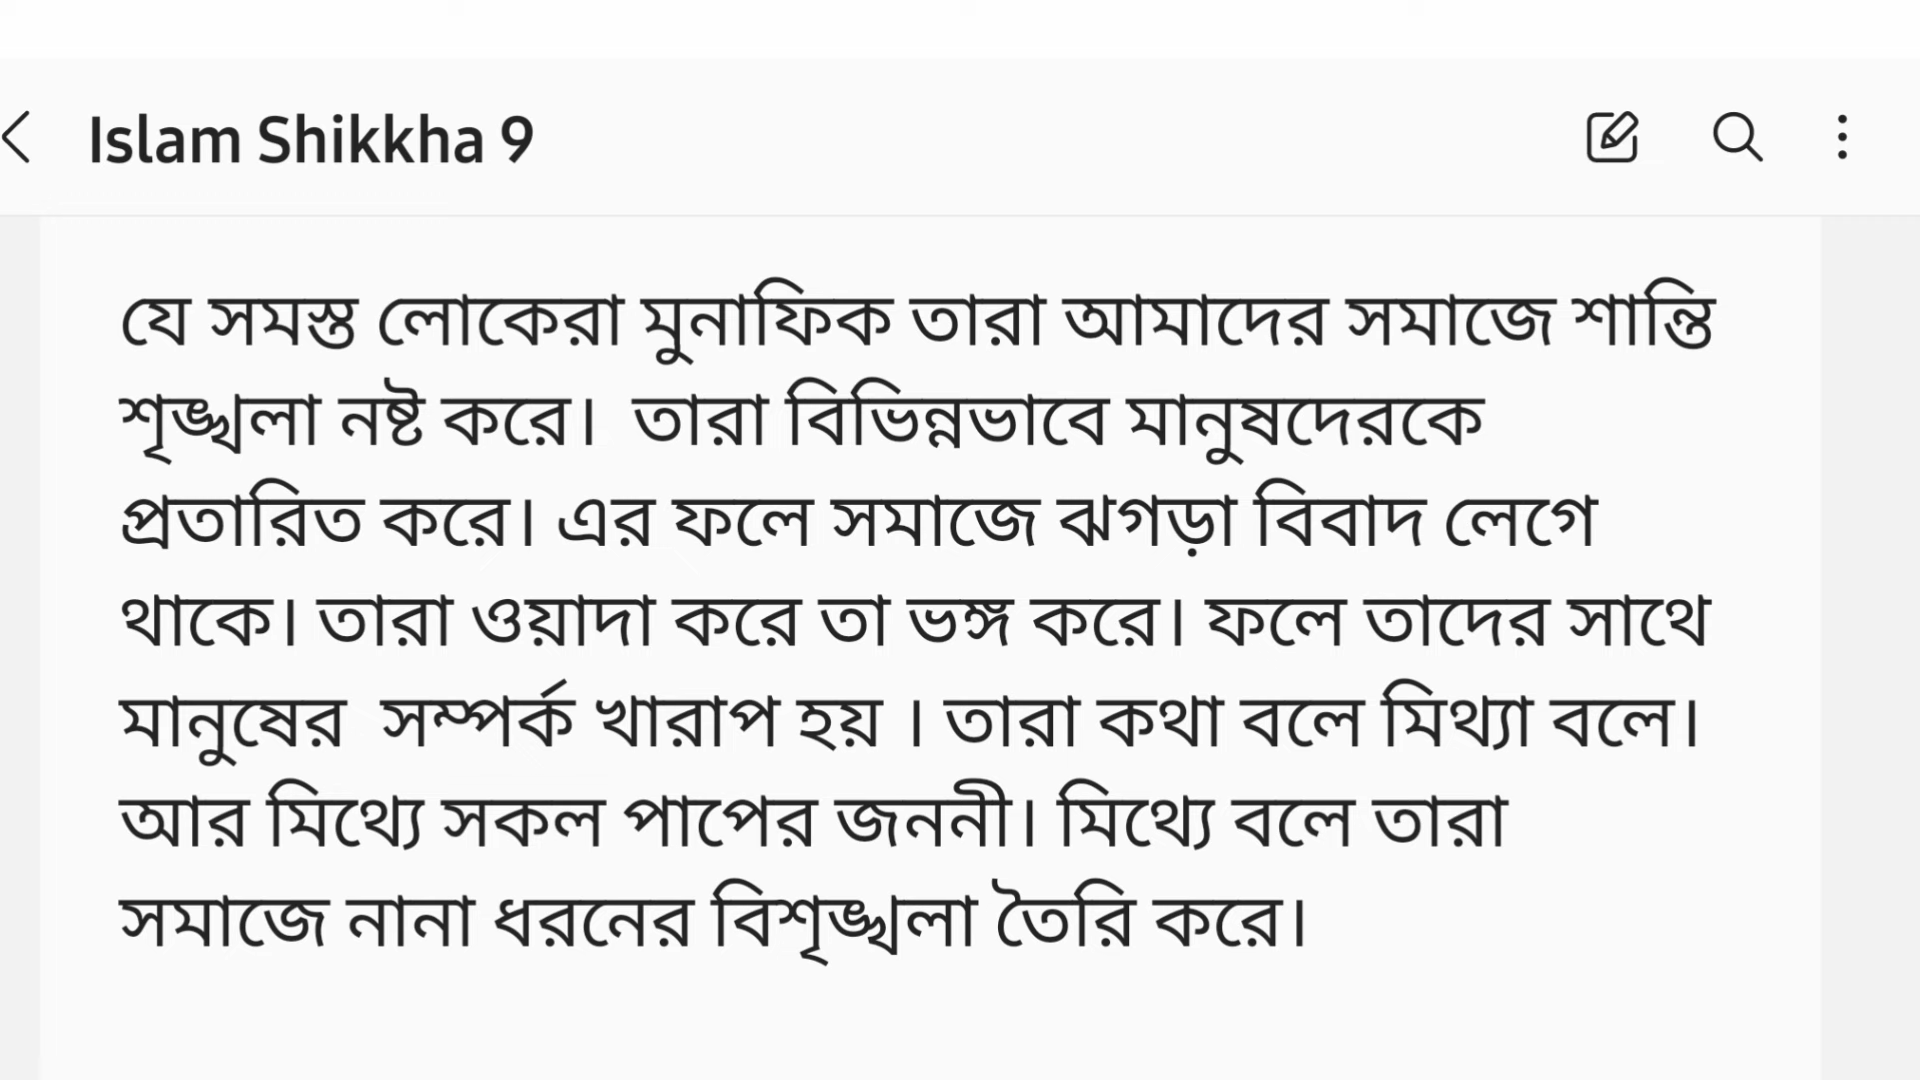 Islam Shikkha 9
যে সমস্ত লোকেরা মুনাফিক তারা আমাদের সমাজে শান্তি
শৃঙ্খলা নষ্ট করে। তারা বিভিন্নভাবে মানুষদেরকে
প্রতারিত করে। এর ফলে সমাজে ঝগড়া বিবাদ লেগে
থাকে। তারা ওয়াদা করে তা ভঙ্গ করে। ফলে তাদের সাথে
মানুষের সম্পর্ক খারাপ হয় । তারা কথা বলে মিথ্যা বলে।
আর মিথ্যে সকল পাপের জননী। মিথ্যে বলে তারা
সমাজে নানা ধরনের বিশৃঙ্খলা তৈরি করে।